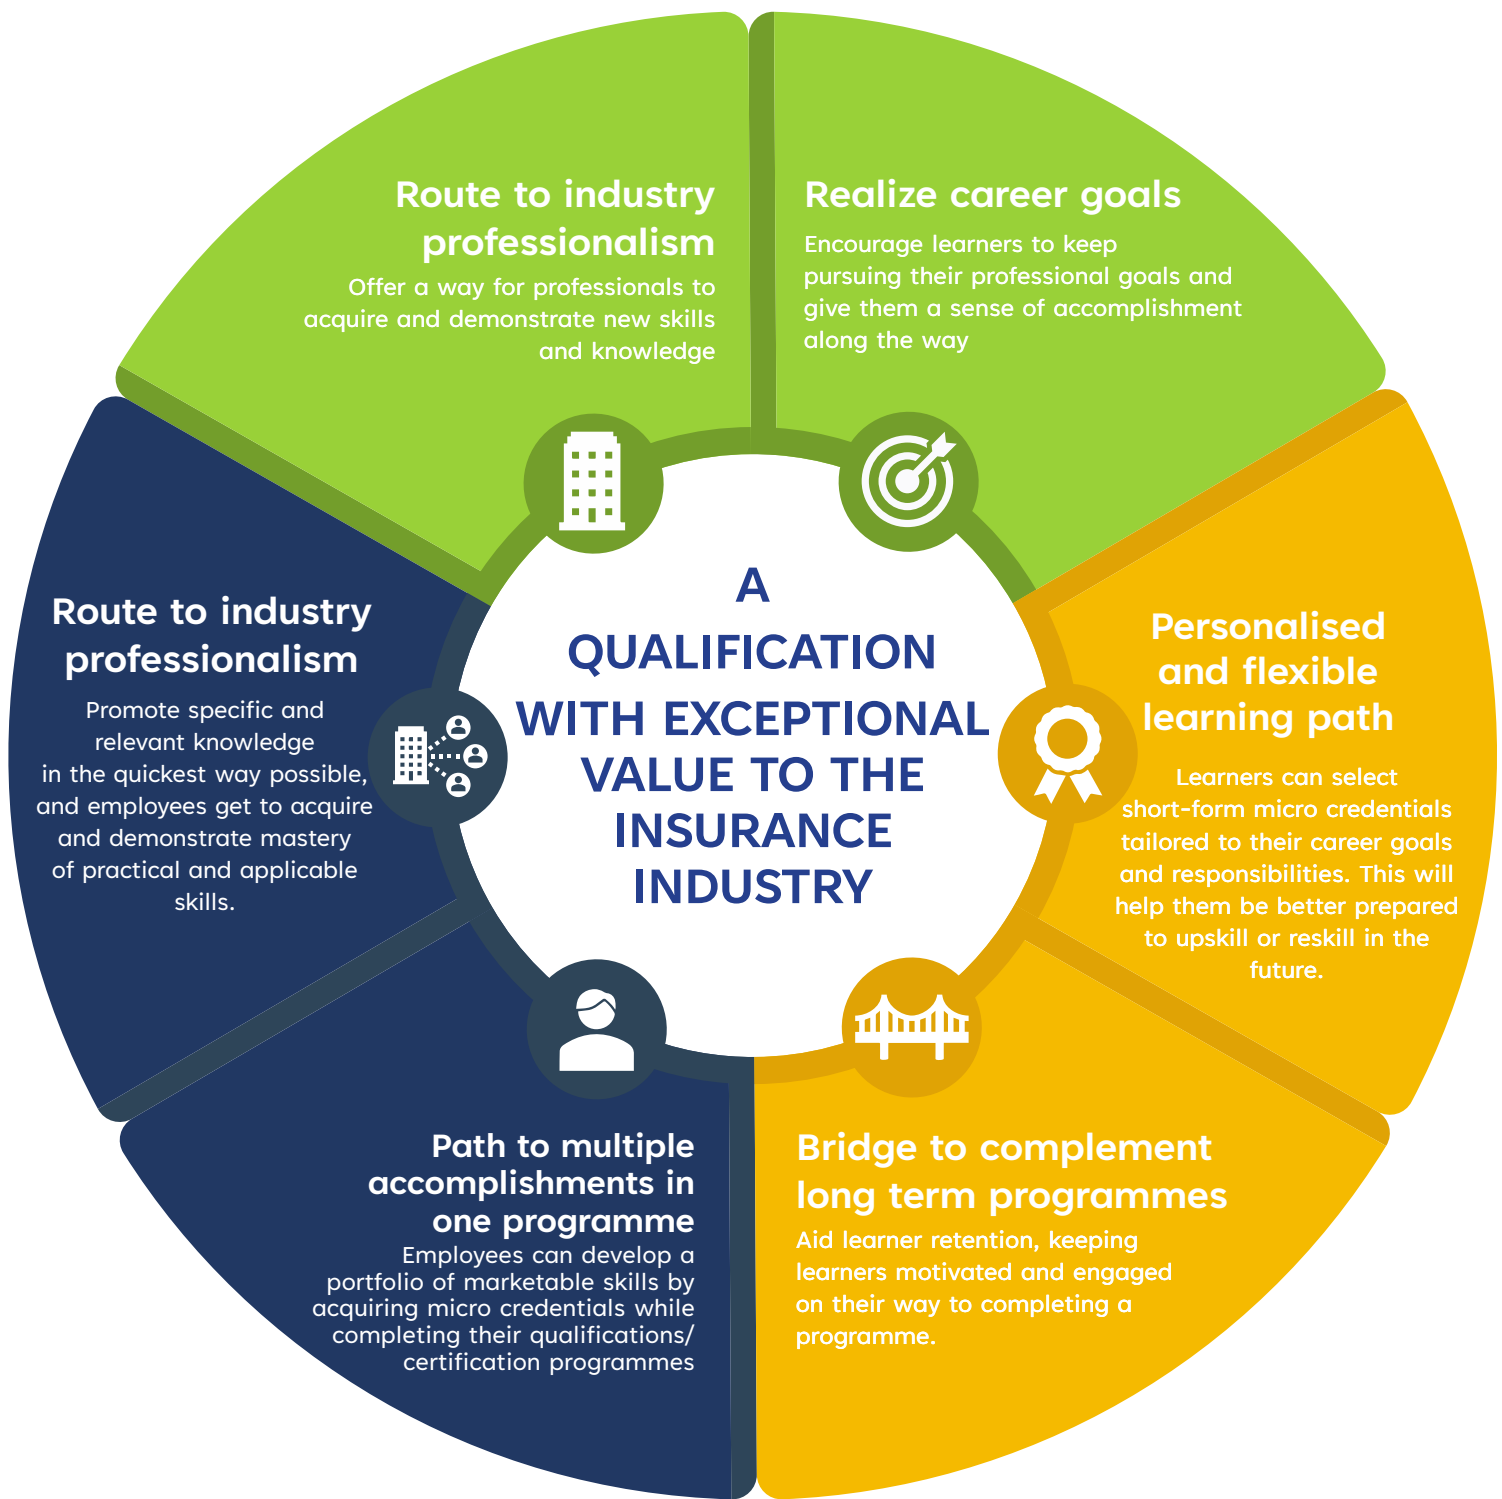 Route to industry
professionalism
Offer a way for professionals to
acquire and demonstrate new skills
and knowledge
Realize career goals
Encourage learners to keep
pursuing their professional goals and
give them a sense of accomplishment
along the way
Route to industry
professionalism
Promote specific and
relevant knowledge
in the quickest way possible,
and employees get to acquire
and demonstrate mastery
of practical and applicable
skills.
A
QUALIFICATION
WITH EXCEPTIONAL
VALUE TO THE
INSURANCE
INDUSTRY
Personalised
and flexible
learning path
Learners can select
short-form micro credentials
tailored to their career goals
and responsibilities. This will
help them be better prepared
to upskill or reskill in the
future.
Path to multiple
accomplishments in
one programme
Employees can develop a
portfolio of marketable skills by
acquiring micro credentials while
completing their qualifications/
certification programmes
Bridge to complement
long term programmes
Aid learner retention, keeping
learners motivated and engaged
on their way to completing a
programme.